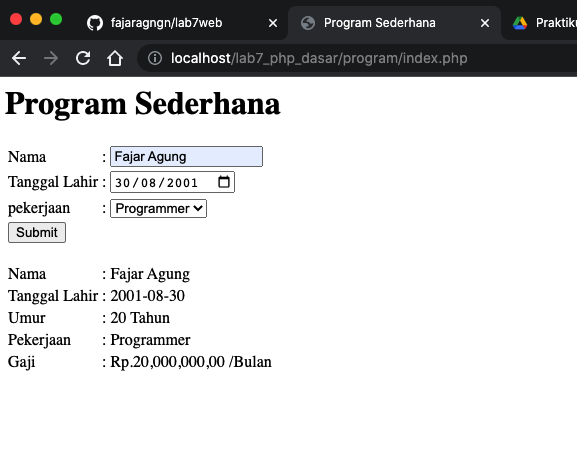 fajaragngn/lab7web
Program Sederhana
localhost/lab7_php_dasar/program/index.php
Program Sederhana
Nama : Fajar Agung
Tanggal Lahir : 30/08/2001
pekerjaan : Programmer
Submit
Nama : Fajar Agung
Tanggal Lahir : 2001-08-30
Umur : 20 Tahun
Pekerjaan : Programmer
Gaji : Rp.20,000,000,00 /Bulan